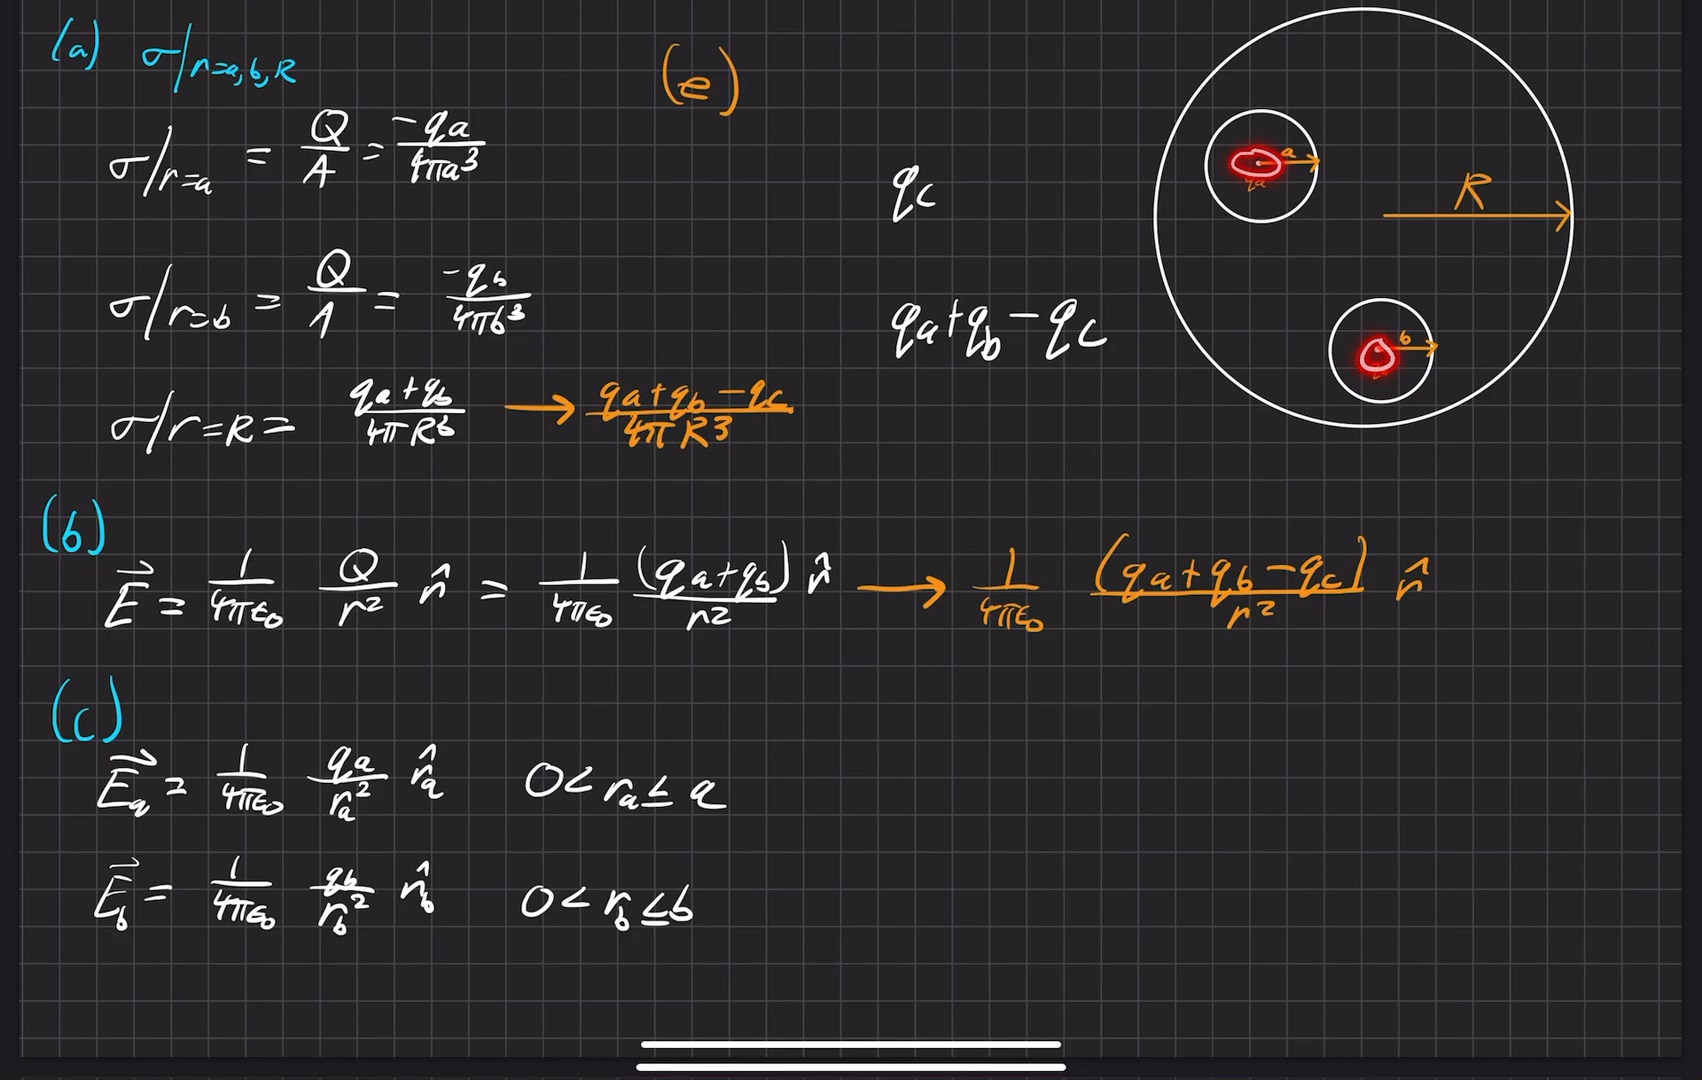 (a) σ|r=a,b,R
(e)
σ|r=a = Q/A = -qa/4πa³
qc
σ|r=b = Q/A = -qb/4πb³
qa+qb-qc
σ|r=R = qa+qb/4πR³ → qa+qb-qc/4πR³
(b)
E⃗ = 1/4πε₀ Q/r² r̂ = 1/4πε₀ (qa+qb)/r² r̂ → 1/4πε₀ (qa+qb-qc)/r² r̂
(c)
E⃗a = 1/4πε₀ qa/ra² r̂a 0<ra≤a
E⃗b = 1/4πε₀ qb/rb² r̂b 0<rb≤b
a
qa
R
b